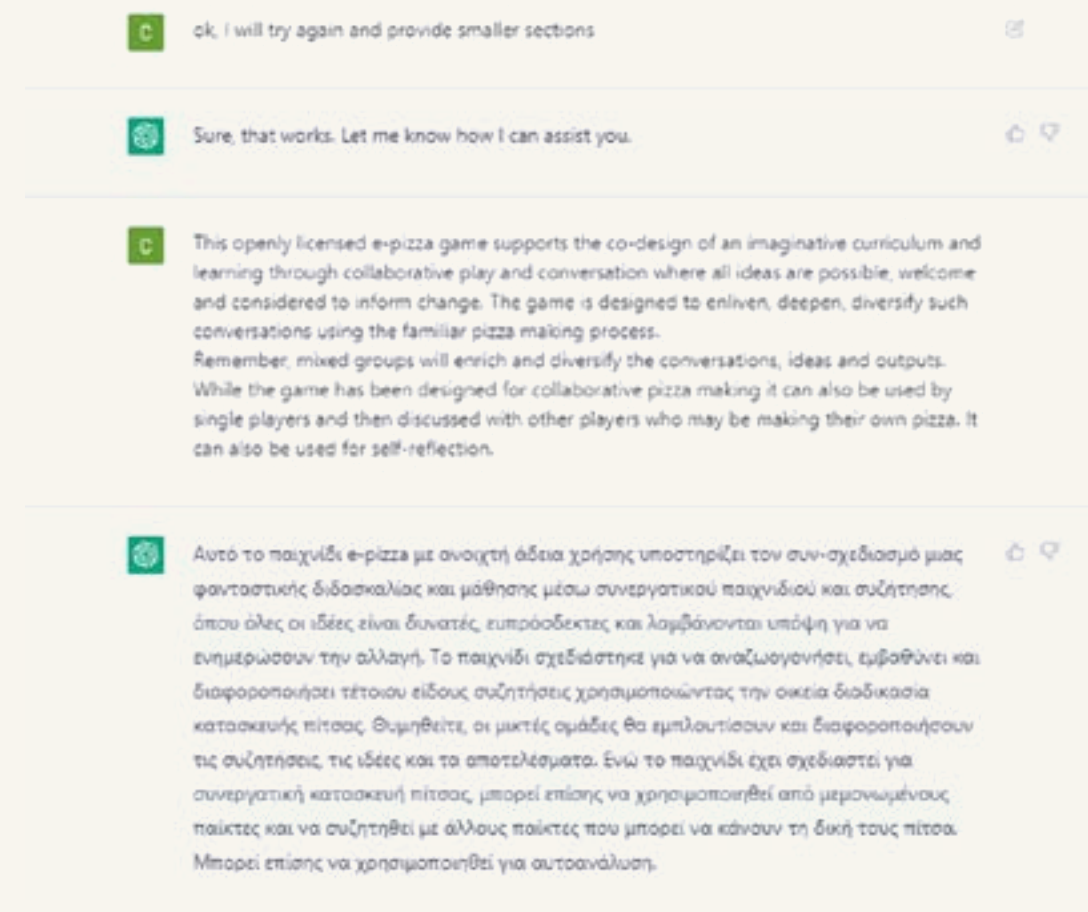 C
ok, i will try again and provide smaller sections
Sure, that works. Let me know how I can assist you.
C
This openly licensed e-pizza game supports the co-design of an imaginative curriculum and
learning through collaborative play and conversation where all ideas are possible, welcome
and considered to inform change. The game is designed to enliven, deepen, diversify such
conversations using the familiar pizza making process.
Remember, mixed groups will enrich and diversify the conversations, ideas and outputs.
While the game has been designed for collaborative pizza making it can also be used by
single players and then discussed with other players who may be making their own pizza. It
can also be used for self-reflection.
Αυτό το παιχνίδι e-pizza με ανοιχτή άδεια χρήσης υποστηρίζει τον συν-σχεδιασμό μιας
φανταστικής διδασκαλίας και μάθησης μέσω συνεργατικού παιχνιδιού και συζήτησης,
όπου όλες οι ιδέες είναι δυνατές, ευπρόσδεκτες και λαμβάνονται υπόψη για να
ενημερώσουν την αλλαγή. Το παιχνίδι σχεδιάστηκε για να αναζωογονήσει, εμβαθύνει και
διαφοροποιήσει τέτοιου είδους συζητήσεις χρησιμοποιώντας την οικεία διαδικασία
κατασκευής πίτσας. Θυμηθείτε, οι μικτές ομάδες θα εμπλουτίσουν και διαφοροποιήσουν
τις συζητήσεις, τις ιδέες και τα αποτελέσματα. Ενώ το παιχνίδι έχει σχεδιαστεί για
συνεργατική κατασκευή πίτσας, μπορεί επίσης να χρησιμοποιηθεί από μεμονωμένους
παίκτες και να συζητηθεί με άλλους παίκτες που μπορεί να κάνουν τη δική τους πίτσα.
Μπορεί επίσης να χρησιμοποιηθεί για αυτοανάλυση.